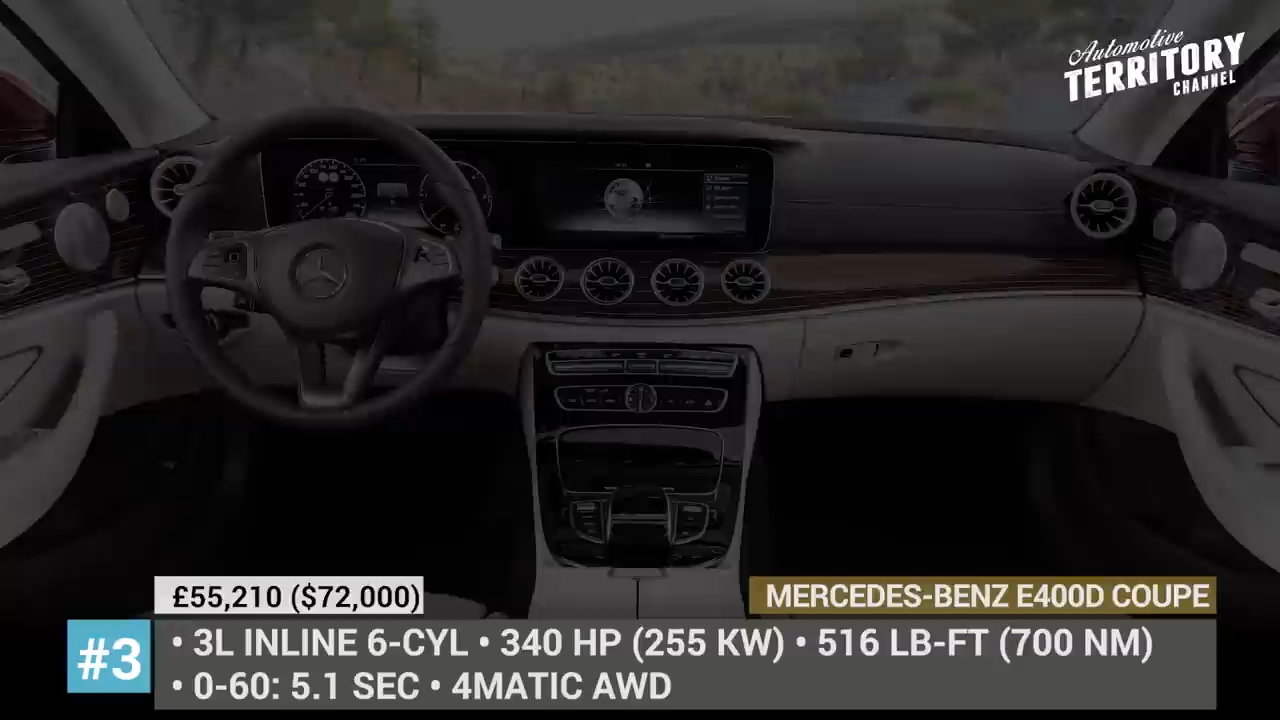 Automotive
TERRITORY
CHANNEL
£55,210 ($72,000)
MERCEDES-BENZ E400D COUPE
#3
• 3L INLINE 6-CYL • 340 HP (255 KW) • 516 LB-FT (700 NM)
• 0-60: 5.1 SEC • 4MATIC AWD